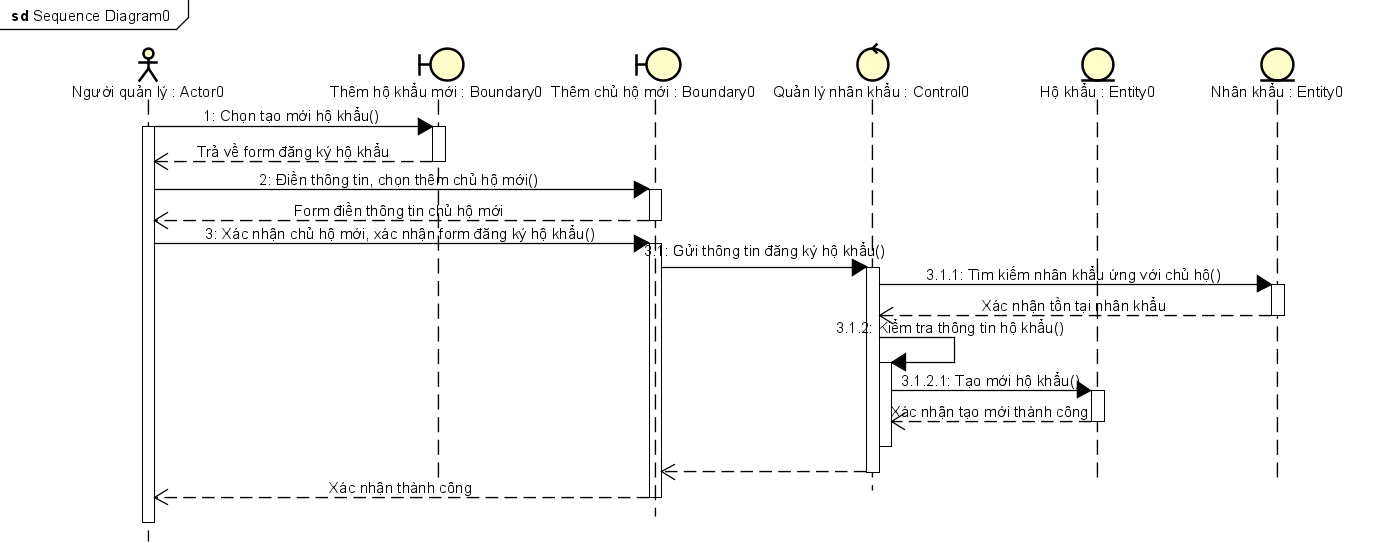 sd Sequence Diagram0
Người quản lý : Actor0
Thêm hộ khẩu mới : Boundary0
Thêm chủ hộ mới : Boundary0
Quản lý nhân khẩu : Control0
Hộ khẩu : Entity0
Nhân khẩu : Entity0
1: Chọn tạo mới hộ khẩu()
Trả về form đăng ký hộ khẩu
2: Điền thông tin, chọn thêm chủ hộ mới()
Form điền thông tin chủ hộ mới
3: Xác nhận chủ hộ mới, xác nhận form đăng ký hộ khẩu()
3.1: Gửi thông tin đăng ký hộ khẩu()
3.1.1: Tìm kiếm nhân khẩu ứng với chủ hộ()
Xác nhận tồn tại nhân khẩu
3.1.2: Kiểm tra thông tin hộ khẩu()
3.1.2.1: Tạo mới hộ khẩu()
Xác nhận tạo mới thành công
Xác nhận thành công